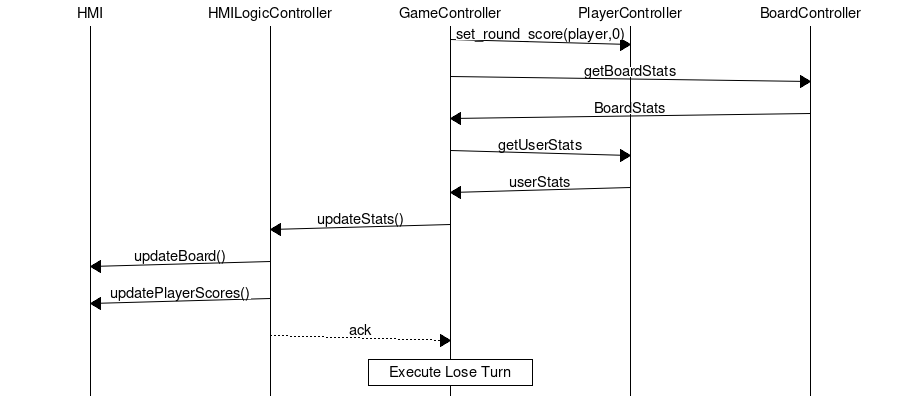 HMI HMILogicController GameController PlayerController BoardController
set_round_score(player,0)
getBoardStats
BoardStats
getUserStats
userStats
updateStats()
updateBoard()
updatePlayerScores()
ack
Execute Lose Turn